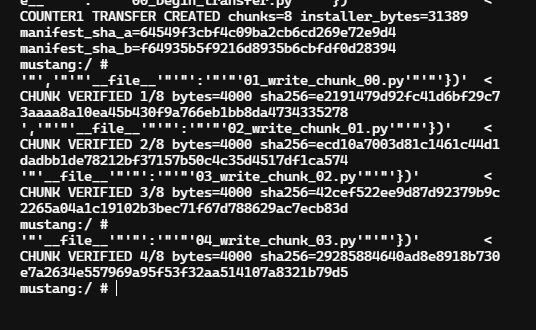 e__'"'"':'"'"'00_begin_transfer.py'"'"'})' <
COUNTER1 TRANSFER CREATED chunks=8 installer_bytes=31389
manifest_sha_a=64549f3cbf4c09ba2cb6cd269e72e9d4
manifest_sha_b=f64935b5f9216d8935b6cbfdf0d28394
mustang:/ #
'"','"'"'__file__'"'"':'"'"'01_write_chunk_00.py'"'"'})' <
CHUNK VERIFIED 1/8 bytes=4000 sha256=e2191479d92fc41d6bf29c7
3aaaa8a10ea45b430f9a766eb1bb8da4734335278
','"'"'__file__'"'"':'"'"'02_write_chunk_01.py'"'"'})' <
CHUNK VERIFIED 2/8 bytes=4000 sha256=ecd10a7003d81c1461c44d1
dadbb1de78212bf37157b50c4c35d4517df1ca574
'"'__file__'"'"':'"'"'03_write_chunk_02.py'"'"'})' <
CHUNK VERIFIED 3/8 bytes=4000 sha256=42cef522ee9d87d92379b9c
2265a04a1c19102b3bec71f67d788629ac7ecb83d
mustang:/ #
'"'__file__'"'"':'"'"'04_write_chunk_03.py'"'"'})' <
CHUNK VERIFIED 4/8 bytes=4000 sha256=29285884640ad8e8918b730
e7a2634e557969a95f53f32aa514107a8321b79d5
mustang:/ #